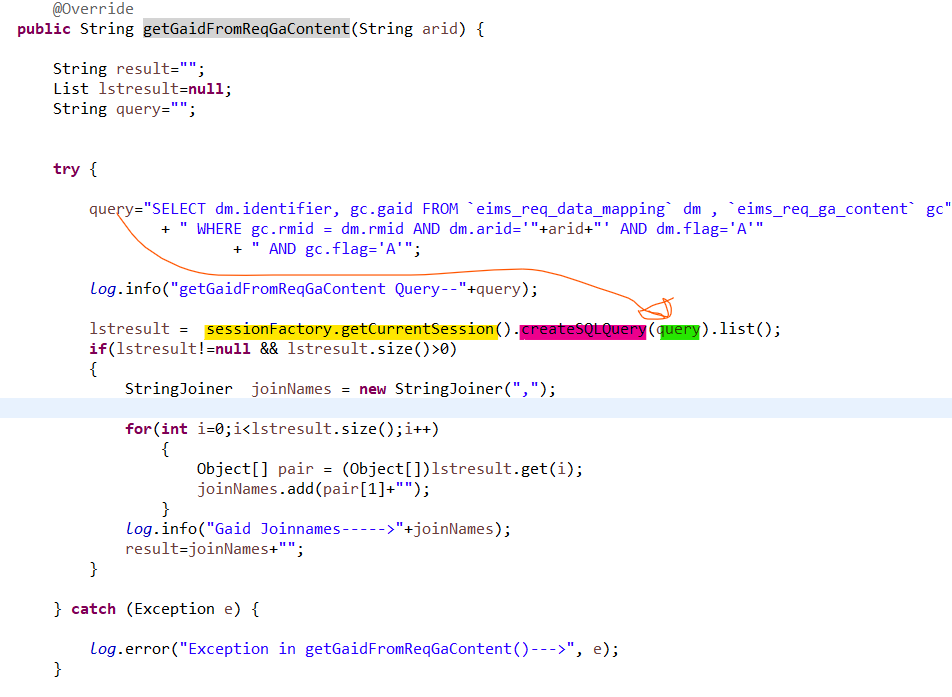 @Override
public String getGaidFromReqGaContent(String arid) {
String result="";
List lstresult=null;
String query="";
try {
query="SELECT dm.identifier, gc.gaid FROM `eims_req_data_mapping` dm , `eims_req_ga_content` gc"
+ " WHERE gc.rmid = dm.rmid AND dm.arid='"+arid+"' AND dm.flag='A'"
+ " AND gc.flag='A'";
log.info("getGaidFromReqGaContent Query--"+query);
lstresult = sessionFactory.getCurrentSession().createSQLQuery(query).list();
if(lstresult!=null && lstresult.size()>0)
{
StringJoiner joinNames = new StringJoiner(",");
for(int i=0;i<lstresult.size();i++)
{
Object[] pair = (Object[])lstresult.get(i);
joinNames.add(pair[1]+"");
}
log.info("Gaid Joinnames----->"+joinNames);
result=joinNames+"";
}
} catch (Exception e) {
log.error("Exception in getGaidFromReqGaContent()--->", e);
}